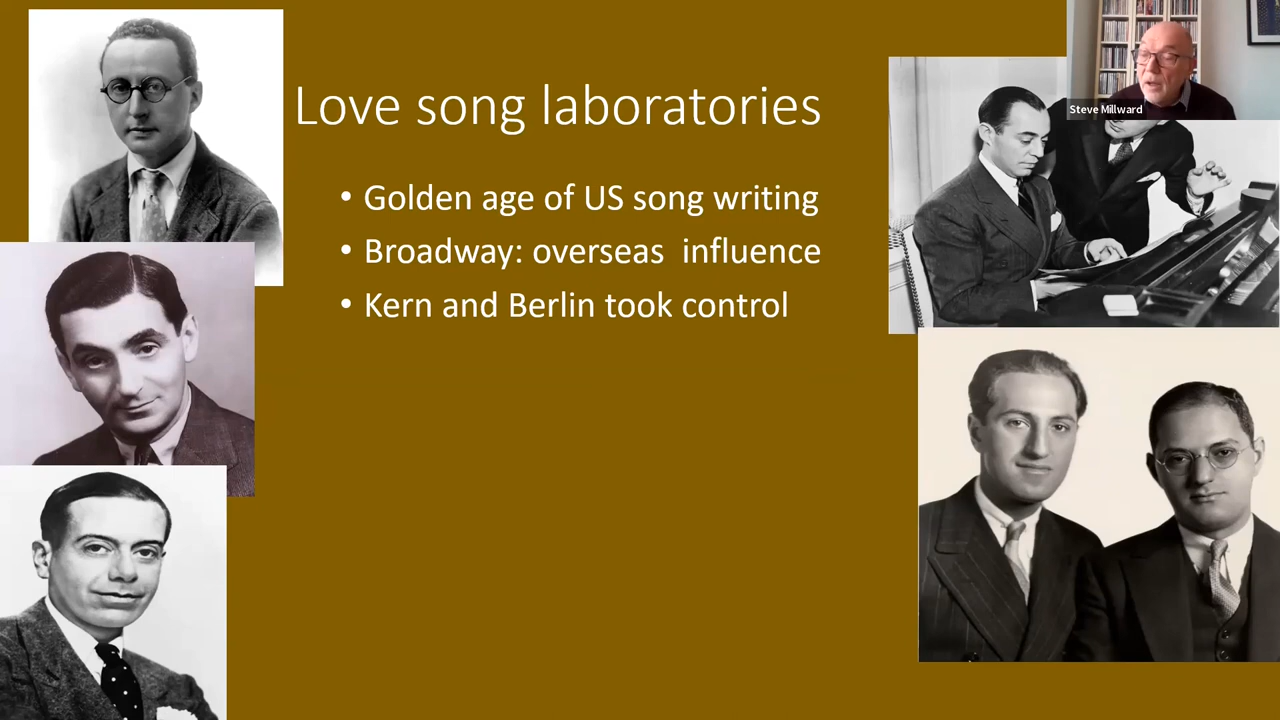 Love song laboratories
Steve Millward
• Golden age of US song writing
• Broadway: overseas  influence
• Kern and Berlin took control